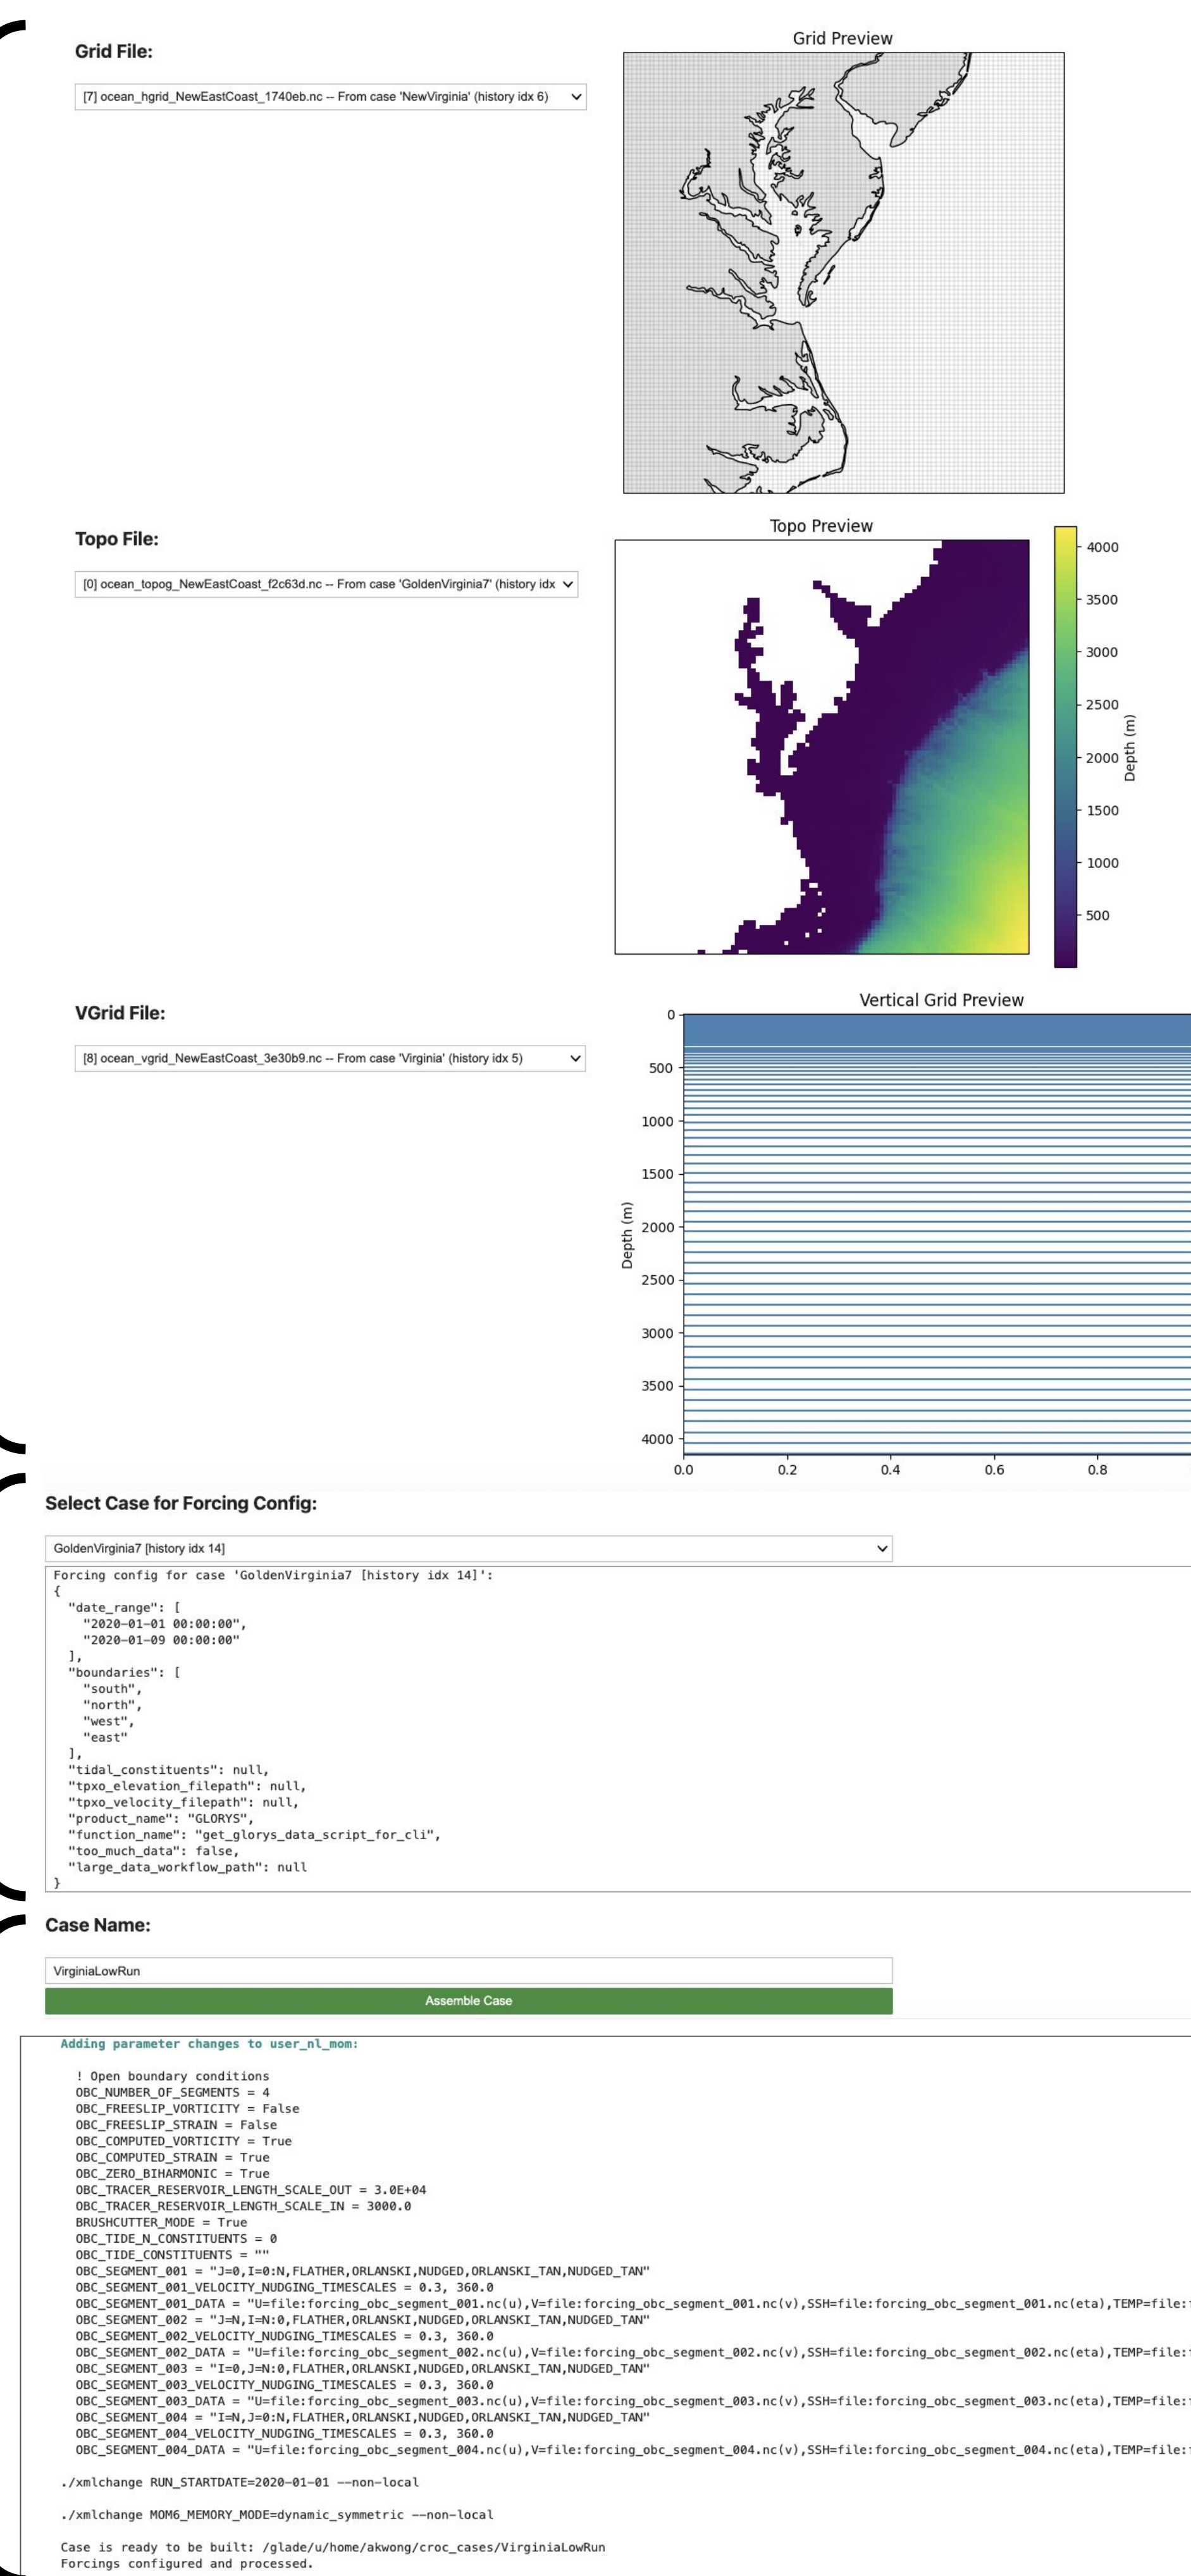 Grid File:
[7] ocean_hgrid_NewEastCoast_1740eb.nc -- From case 'NewVirginia' (history idx 6)
Grid Preview
Topo File:
[0] ocean_topog_NewEastCoast_f2c63d.nc -- From case 'GoldenVirginia7' (history idx
Topo Preview
4000
3500
3000
2500
2000
1500
1000
500
Depth (m)
VGrid File:
[8] ocean_vgrid_NewEastCoast_3e30b9.nc -- From case 'Virginia' (history idx 5)
Vertical Grid Preview
0
500
1000
1500
2000
2500
3000
3500
4000
Depth (m)
0.0 0.2 0.4 0.6 0.8
Select Case for Forcing Config:
GoldenVirginia7 [history idx 14]
Forcing config for case 'GoldenVirginia7 [history idx 14]':
{
"date_range": [
"2020-01-01 00:00:00",
"2020-01-09 00:00:00"
],
"boundaries": [
"south",
"north",
"west",
"east"
],
"tidal_constituents": null,
"tpxo_elevation_filepath": null,
"tpxo_velocity_filepath": null,
"product_name": "GLORYS",
"function_name": "get_glorys_data_script_for_cli",
"too_much_data": false,
"large_data_workflow_path": null
}
Case Name:
VirginiaLowRun
Assemble Case
Adding parameter changes to user_nl_mom:
! Open boundary conditions
OBC_NUMBER_OF_SEGMENTS = 4
OBC_FREESLIP_VORTICITY = False
OBC_FREESLIP_STRAIN = False
OBC_COMPUTED_VORTICITY = True
OBC_COMPUTED_STRAIN = True
OBC_ZERO_BIHARMONIC = True
OBC_TRACER_RESERVOIR_LENGTH_SCALE_OUT = 3.0E+04
OBC_TRACER_RESERVOIR_LENGTH_SCALE_IN = 3000.0
BRUSHCUTTER_MODE = True
OBC_TIDE_N_CONSTITUENTS = 0
OBC_TIDE_CONSTITUENTS = ""
OBC_SEGMENT_001 = "J=0,I=0:N,FLATHER,ORLANSKI,NUDGED,ORLANSKI_TAN,NUDGED_TAN"
OBC_SEGMENT_001_VELOCITY_NUDGING_TIMESCALES = 0.3, 360.0
OBC_SEGMENT_001_DATA = "U=file:forcing_obc_segment_001.nc(u),V=file:forcing_obc_segment_001.nc(v),SSH=file:forcing_obc_segment_001.nc(eta),TEMP=file:
OBC_SEGMENT_002 = "J=N,I=N:0,FLATHER,ORLANSKI,NUDGED,ORLANSKI_TAN,NUDGED_TAN"
OBC_SEGMENT_002_VELOCITY_NUDGING_TIMESCALES = 0.3, 360.0
OBC_SEGMENT_002_DATA = "U=file:forcing_obc_segment_002.nc(u),V=file:forcing_obc_segment_002.nc(v),SSH=file:forcing_obc_segment_002.nc(eta),TEMP=file:
OBC_SEGMENT_003 = "I=0,J=N:0,FLATHER,ORLANSKI,NUDGED,ORLANSKI_TAN,NUDGED_TAN"
OBC_SEGMENT_003_VELOCITY_NUDGING_TIMESCALES = 0.3, 360.0
OBC_SEGMENT_003_DATA = "U=file:forcing_obc_segment_003.nc(u),V=file:forcing_obc_segment_003.nc(v),SSH=file:forcing_obc_segment_003.nc(eta),TEMP=file:
OBC_SEGMENT_004 = "I=N,J=0:N,FLATHER,ORLANSKI,NUDGED,ORLANSKI_TAN,NUDGED_TAN"
OBC_SEGMENT_004_VELOCITY_NUDGING_TIMESCALES = 0.3, 360.0
OBC_SEGMENT_004_DATA = "U=file:forcing_obc_segment_004.nc(u),V=file:forcing_obc_segment_004.nc(v),SSH=file:forcing_obc_segment_004.nc(eta),TEMP=file:
./xmlchange RUN_STARTDATE=2020-01-01 --non-local
./xmlchange MOM6_MEMORY_MODE=dynamic_symmetric --non-local
Case is ready to be built: /glade/u/home/akwong/croc_cases/VirginiaLowRun
Forcings configured and processed.